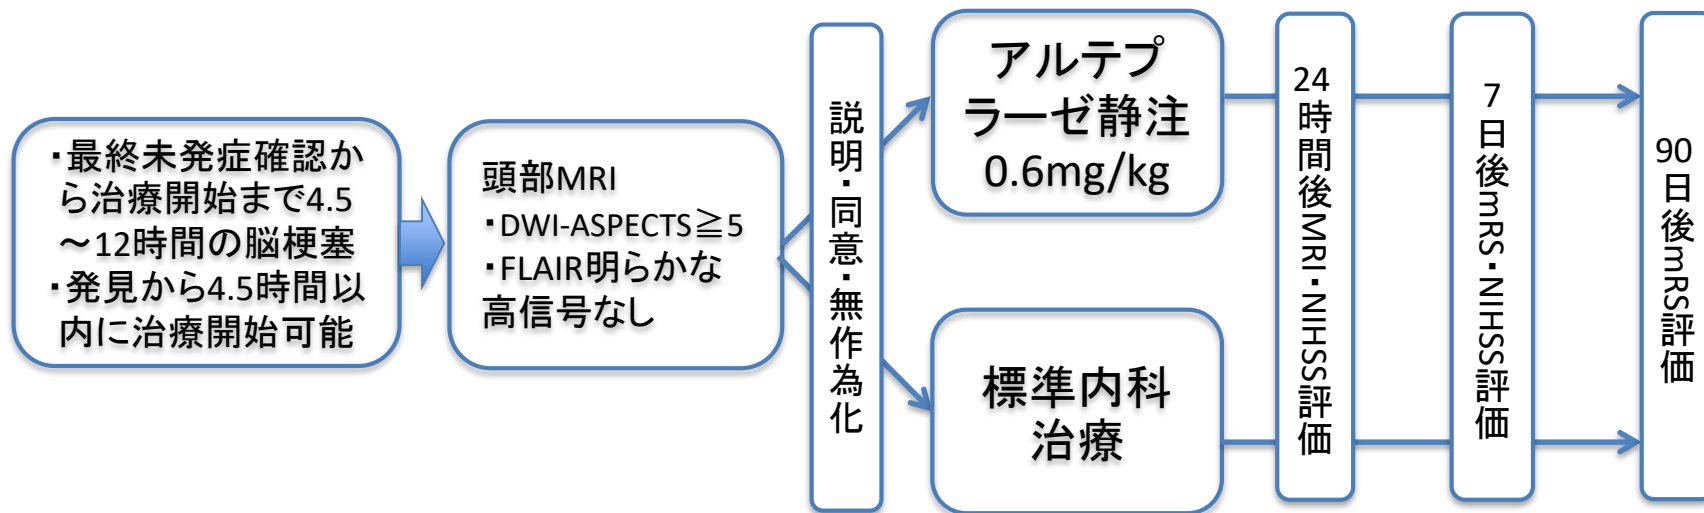 ・最終未発症確認か
ら治療開始まで4.5
～12時間の脳梗塞
・発見から4.5時間以
内に治療開始可能
頭部MRI
・DWI-ASPECTS≧5
・FLAIR明らかな
高信号なし
説明・同意・無作為化
アルテプ
ラーゼ静注
0.6mg/kg
標準内科
治療
24時間後MRI・NIHSS評価
7日後mRS・NIHSS評価
90日後mRS評価